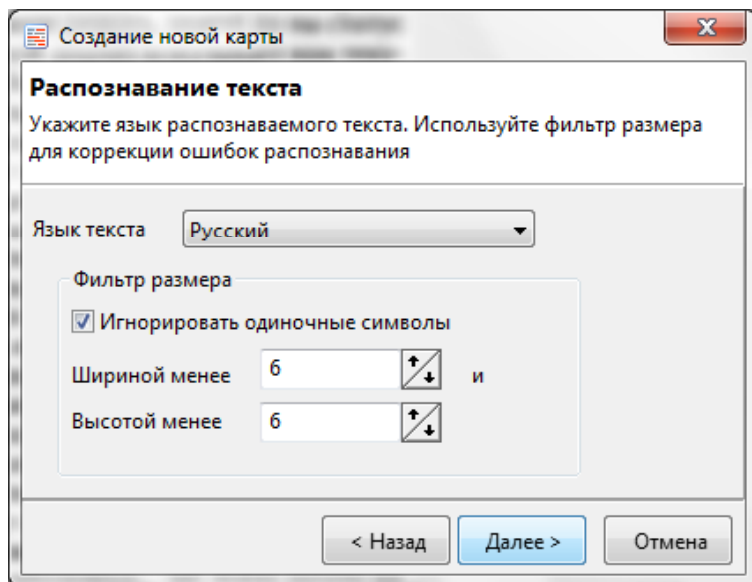 Создание новой карты
Распознавание текста
Укажите язык распознаваемого текста. Используйте фильтр размера
для коррекции ошибок распознавания
Язык текста Русский
Фильтр размера
Игнорировать одиночные символы
Шириной менее 6 и
Высотой менее 6
< Назад Далее > Отмена